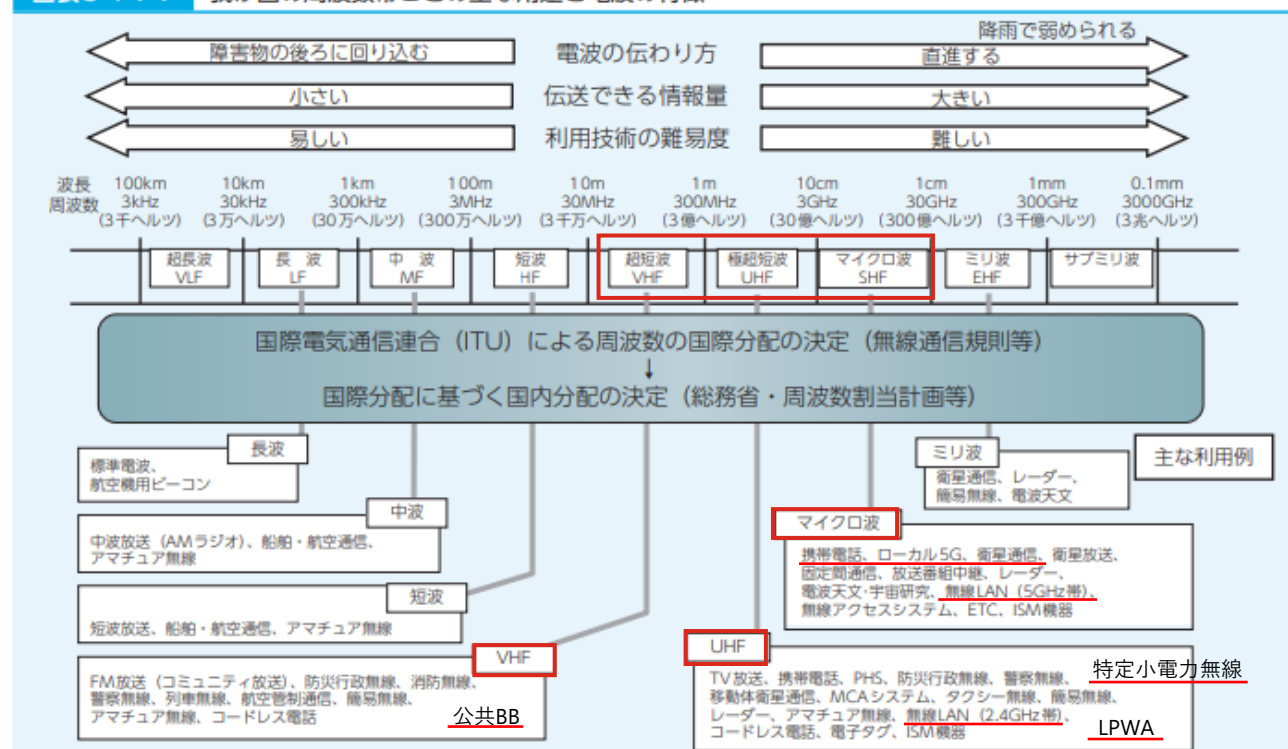 降雨で弱められる
障害物の後ろに回り込む 電波の伝わり方 直進する
小さい 伝送できる情報量 大きい
易しい 利用技術の難易度 難しい
波長 100km 10km 1km 100m 10m 1m 10cm 1cm 1mm 0.1mm
周波数 3kHz 30kHz 300kHz 3MHz 30MHz 300MHz 3GHz 30GHz 300GHz 3000GHz
(3千ヘルツ) (3万ヘルツ) (30万ヘルツ) (300万ヘルツ) (3千万ヘルツ) (3億ヘルツ) (30億ヘルツ) (300億ヘルツ) (3千億ヘルツ) (3兆ヘルツ)
超長波 長 波 中 波 短波 超短波 極超短波 マイクロ波 ミリ波 サブミリ波
VLF LF MF HF VHF UHF SHF EHF
国際電気通信連合(ITU)による周波数の国際分配の決定(無線通信規則等)
↓
国際分配に基づく国内分配の決定(総務省・周波数割当計画等)
長波
標準電波、
航空機用ビーコン
中波
中波放送(AMラジオ)、船舶・航空通信、
アマチュア無線
短波
短波放送、船舶・航空通信、アマチュア無線
VHF
FM放送(コミュニティ放送)、防災行政無線、消防無線、
警察無線、列車無線、航空管制通信、簡易無線、
アマチュア無線、コードレス電話
公共BB
主な利用例
ミリ波
衛星通信、レーダー、
簡易無線、電波天文
マイクロ波
携帯電話、ローカル5G、衛星通信、衛星放送、
固定間通信、放送番組中継、レーダー、
電波天文・宇宙研究、無線LAN(5GHz帯)、
無線アクセスシステム、ETC、ISM機器
UHF
TV放送、携帯電話、PHS、防災行政無線、警察無線、
移動体衛星通信、MCAシステム、タクシー無線、簡易無線、
レーダー、アマチュア無線、無線LAN(2.4GHz帯)、
コードレス電話、電子タグ、ISM機器
特定小電力無線
LPWA